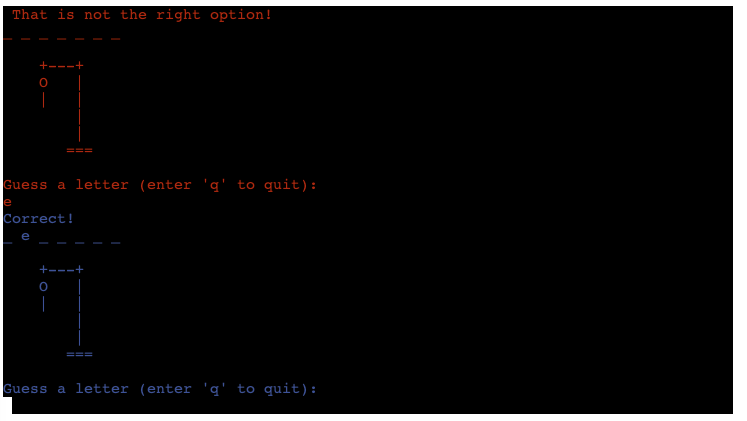 That is not the right option!
_ _ _ _ _ _ _
+---+
O   |
|   |
|
|
===
Guess a letter (enter 'q' to quit):
e
Correct!
_ e _ _ _ _ _
+---+
O   |
|   |
|
|
===
Guess a letter (enter 'q' to quit):